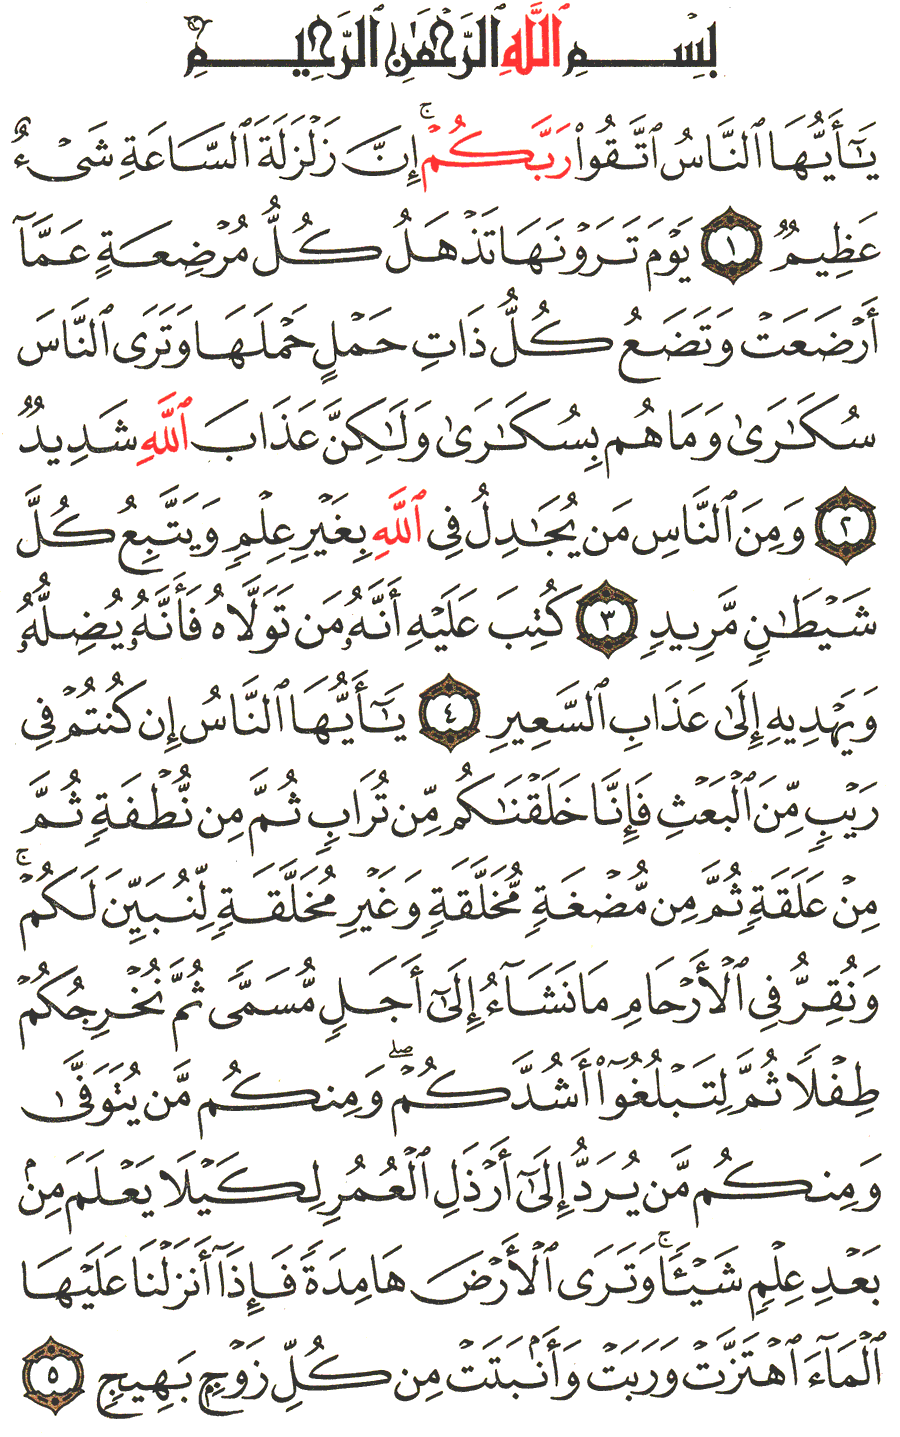 بِسْمِ ٱللَّهِ ٱلرَّحْمَٰنِ ٱلرَّحِيمِ
يَٰٓأَيُّهَا ٱلنَّاسُ ٱتَّقُوا۟ رَبَّكُمْ ۚ إِنَّ زَلْزَلَةَ ٱلسَّاعَةِ شَىْءٌ
عَظِيمٌ ١ يَوْمَ تَرَوْنَهَا تَذْهَلُ كُلُّ مُرْضِعَةٍ عَمَّآ
أَرْضَعَتْ وَتَضَعُ كُلُّ ذَاتِ حَمْلٍ حَمْلَهَا وَتَرَى ٱلنَّاسَ
سُكَٰرَىٰ وَمَا هُم بِسُكَٰرَىٰ وَلَٰكِنَّ عَذَابَ ٱللَّهِ شَدِيدٌ
٢ وَمِنَ ٱلنَّاسِ مَن يُجَٰدِلُ فِى ٱللَّهِ بِغَيْرِ عِلْمٍ وَيَتَّبِعُ كُلَّ
شَيْطَٰنٍ مَّرِيدٍ ٣ كُتِبَ عَلَيْهِ أَنَّهُۥ مَن تَوَلَّاهُ فَأَنَّهُۥ يُضِلُّهُۥ
وَيَهْدِيهِ إِلَىٰ عَذَابِ ٱلسَّعِيرِ ٤ يَٰٓأَيُّهَا ٱلنَّاسُ إِن كُنتُمْ فِى
رَيْبٍ مِّنَ ٱلْبَعْثِ فَإِنَّا خَلَقْنَٰكُم مِّن تُرَابٍ ثُمَّ مِن نُّطْفَةٍ ثُمَّ
مِنْ عَلَقَةٍ ثُمَّ مِن مُّضْغَةٍ مُّخَلَّقَةٍ وَغَيْرِ مُخَلَّقَةٍ لِّنُبَيِّنَ لَكُمْ ۚ
وَنُقِرُّ فِى ٱلْأَرْحَامِ مَا نَشَآءُ إِلَىٰٓ أَجَلٍ مُّسَمًّى ثُمَّ نُخْرِجُكُمْ
طِفْلًا ثُمَّ لِتَبْلُغُوٓا۟ أَشُدَّكُمْ ۖ وَمِنكُم مَّن يُتَوَفَّىٰ
وَمِنكُم مَّن يُرَدُّ إِلَىٰٓ أَرْذَلِ ٱلْعُمُرِ لِكَيْلَا يَعْلَمَ مِنۢ
بَعْدِ عِلْمٍ شَيْـًٔا ۚ وَتَرَى ٱلْأَرْضَ هَامِدَةً فَإِذَآ أَنزَلْنَا عَلَيْهَا
ٱلْمَآءَ ٱهْتَزَّتْ وَرَبَتْ وَأَنۢبَتَتْ مِن كُلِّ زَوْجٍۭ بَهِيجٍ ٥